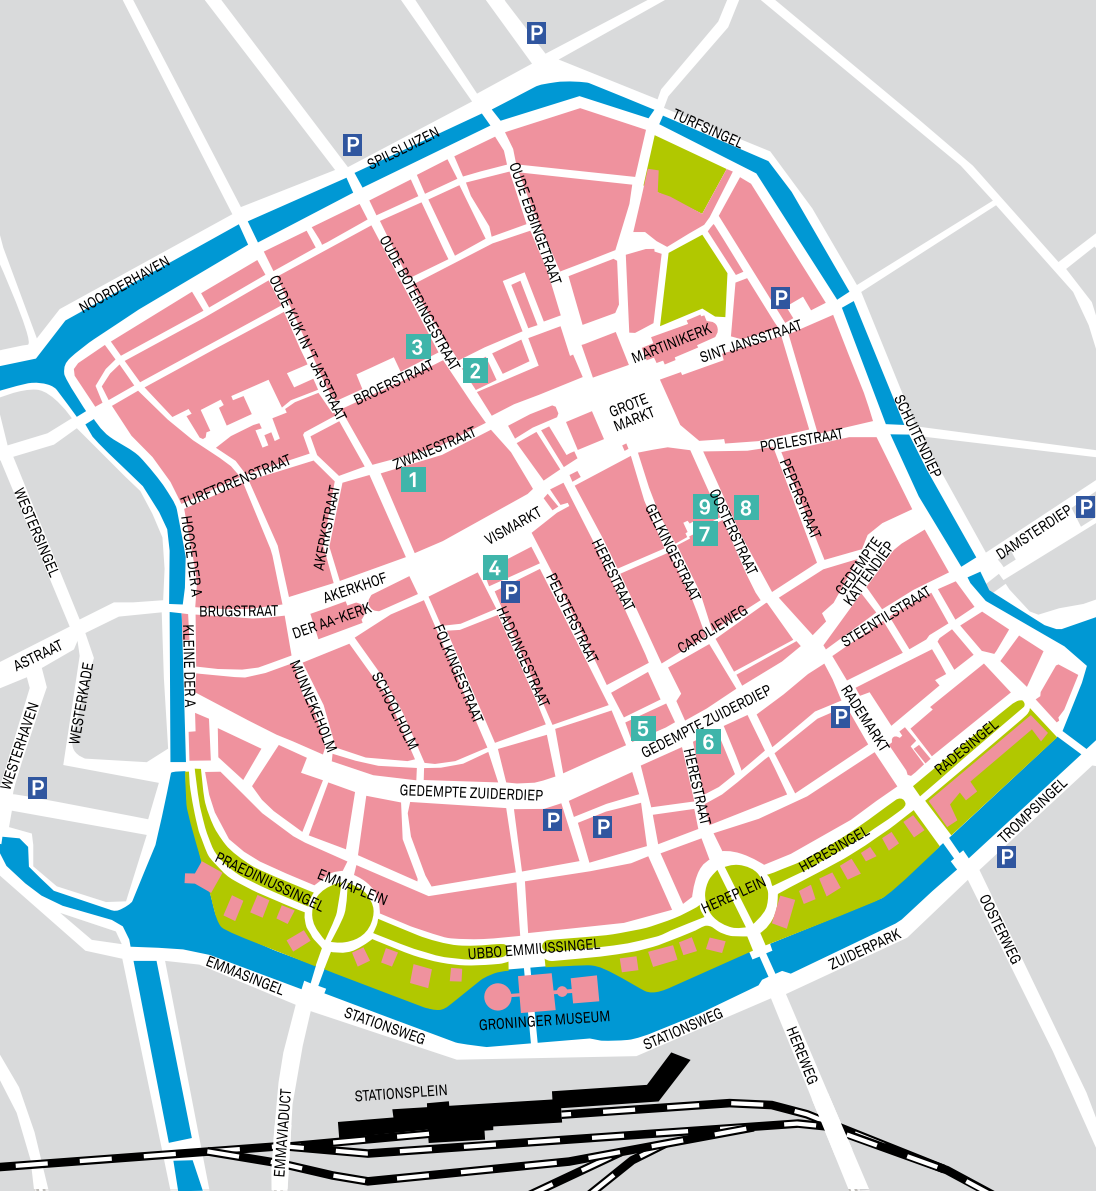 P
TURFSINGEL
P
SPILSLUIZEN
OUDE EBBINGETRAAT
NOORDERHAVEN
OUDE BOTERINGESTRAAT
OUDE KIJK IN 'T JATSTRAAT
P
MARTINIKERK
SINT JANSSTRAAT
3
2
BROERSTRAAT
GROTE
MARKT
SCHUITENDIEP
ZWANESTRAAT
POELESTRAAT
1
TURFTORENSTRAAT
PEPERSTRAAT
WESTERSINGEL
HOOGE DER A
AKERKSTRAAT
VISMARKT
GELKINGESTRAAT
9
OOSTERSTRAAT
8
7
P
DAMSTERDIEP
HERESTRAAT
GEDEMPTE
KATTENDIEP
4
P
AKERKHOF
BRUGSTRAAT
DER AA-KERK
PELSTERSTRAAT
HADDINGESTRAAT
FOLKINGESTRAAT
CAROLIEWEG
STEENTILSTRAAT
ASTRAAT
KLEINE DER A
WESTERKADE
MUNNEKEHOLM
SCHOOLHOLM
WESTERHAVEN
5
GEDEMPTE ZUIDERDIEP
6
P
RADEMARKT
RADESINGEL
HERESTRAAT
P
GEDEMPTE ZUIDERDIEP
P
P
TROMPSINGEL
P
HERESINGEL
PRAEDINIUSSINGEL
EMMAPLEIN
HEREPLEIN
OOSTERWEG
UBBO EMMIUSSINGEL
ZUIDERPARK
EMMASINGEL
GRONINGER MUSEUM
STATIONSWEG
STATIONSWEG
HEREWEG
STATIONSPLEIN
EMMAVIADUCT